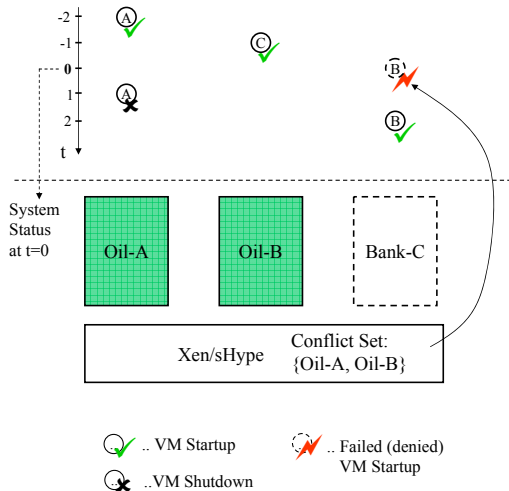 -2 A
-1 C
0 B
1 A
2 B
t
System
Status
at t=0
Oil-A Oil-B Bank-C
Xen/sHype Conflict Set:
{Oil-A, Oil-B}
.. .. VM Startup
.. ..VM Shutdown
.. .. Failed (denied)
VM Startup